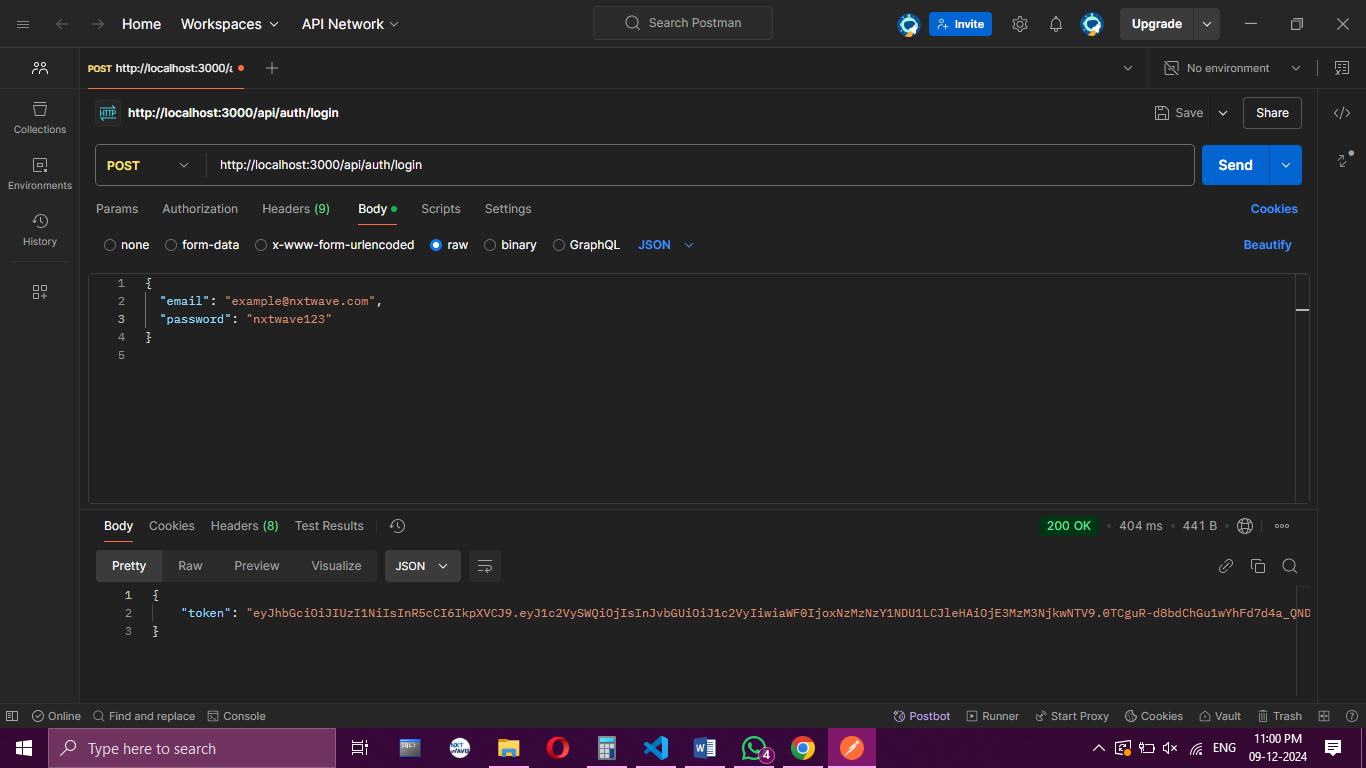 Home Workspaces API Network Search Postman Invite Upgrade
POST http://localhost:3000/a No environment
HTTP http://localhost:3000/api/auth/login Save Share
Collections
Environments
History
POST http://localhost:3000/api/auth/login Send
Params Authorization Headers (9) Body Scripts Settings Cookies
none form-data x-www-form-urlencoded raw binary GraphQL JSON Beautify
1 {
2 "email": "example@nxtwave.com",
3 "password": "nxtwave123"
4 }
5
Body Cookies Headers (8) Test Results 200 OK • 404 ms • 441 B
Pretty Raw Preview Visualize JSON
1 {
2 "token": "eyJhbGciOiJIUzI1NiIsInR5cCI6IkpXVCJ9.eyJ1c2VySWQiOjIsInJvbGUiOiJ1c2VyIiwiaWF0IjoxNzMzNzY1NDU1LCJleHAiOjE3MzM3NjkwNTV9.0TCguR-d8bdChGu1wYhFd7d4a_QND
3 }
Online Find and replace Console Postbot Runner Start Proxy Cookies Vault Trash
Type here to search SQL NXT WAVE 4 ENG 11:00 PM
09-12-2024